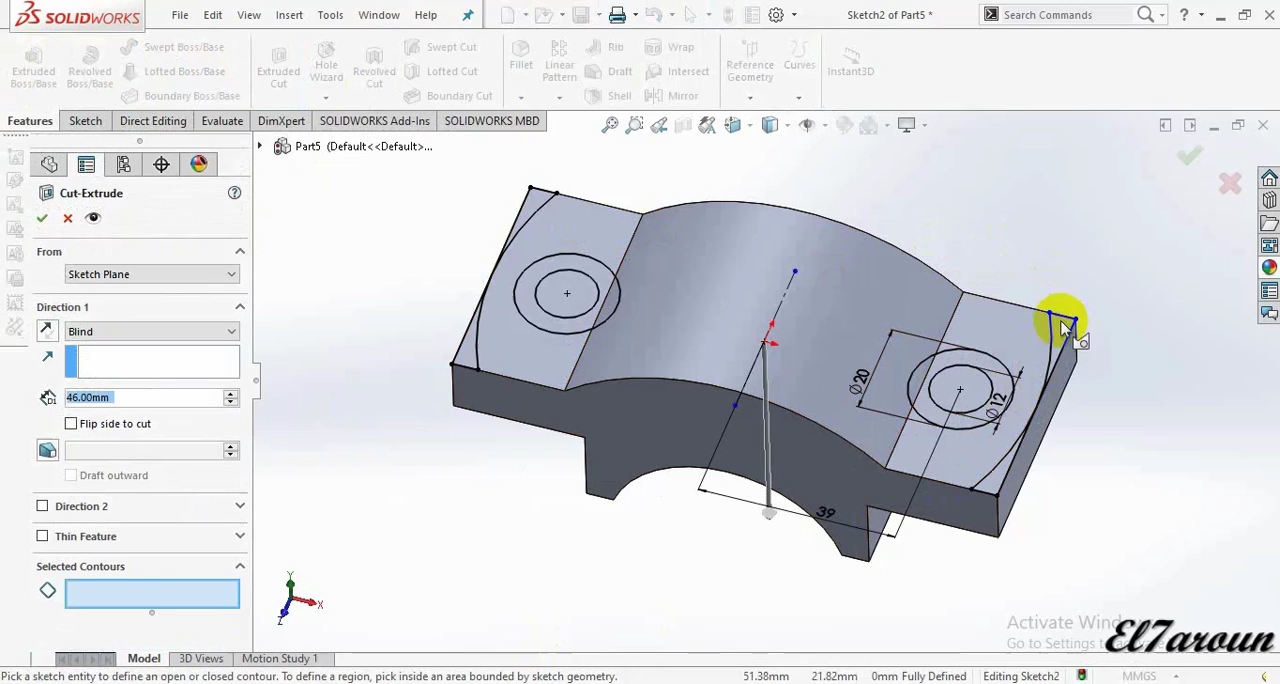 SOLIDWORKS File Edit View Insert Tools Window Help Sketch2 of Part5 * Search Commands ?
Extruded Boss/Base Revolved Boss/Base Swept Boss/Base Lofted Boss/Base Boundary Boss/Base Extruded Cut Hole Wizard Revolved Cut Swept Cut Lofted Cut Boundary Cut Fillet Linear Pattern Rib Draft Shell Wrap Intersect Mirror Reference Geometry Curves Instant3D
Features Sketch Direct Editing Evaluate DimXpert SOLIDWORKS Add-Ins SOLIDWORKS MBD
Part5 (Default<<Default>...
Cut-Extrude
From
Sketch Plane
Direction 1
Blind
46.00mm
Flip side to cut
Draft outward
Direction 2
Thin Feature
Selected Contours
Ø20
Ø12
39
Y
X
Z
Activate Wind
Go to Settings to a
El7aroun
Model 3D Views Motion Study 1
Pick a sketch entity to define an open or closed contour. To define a region, pick inside an area bounded by sketch geometry. 51.38mm 21.82mm 0mm Fully Defined Editing Sketch2 MMGS